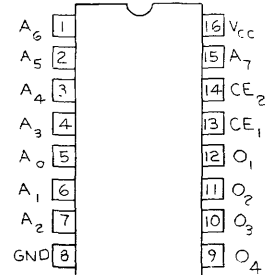 A₆ 1 16 V_CC
A₅ 2 15 A₇
A₄ 3 14 CE₂
A₃ 4 13 CE₁
A₀ 5 12 O₁
A₁ 6 11 O₂
A₂ 7 10 O₃
GND 8 9 O₄